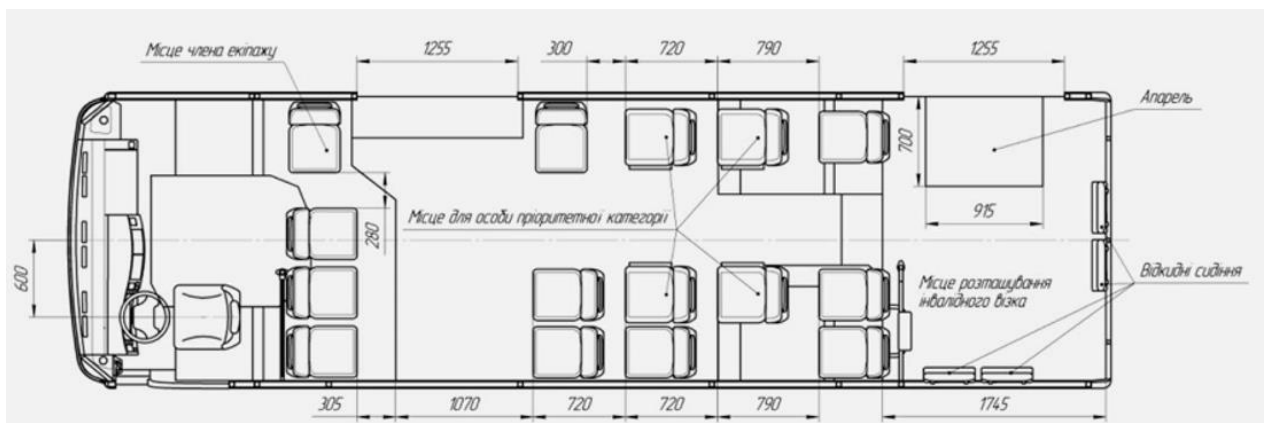 Місце члена екіпажу
1255
300
720
790
1255
Апарель
700
915
280
600
Місце для особи пріоритетної категорії
Місце розташування
інвалідного візка
Відкидні сидіння
305
1070
720
720
790
1745